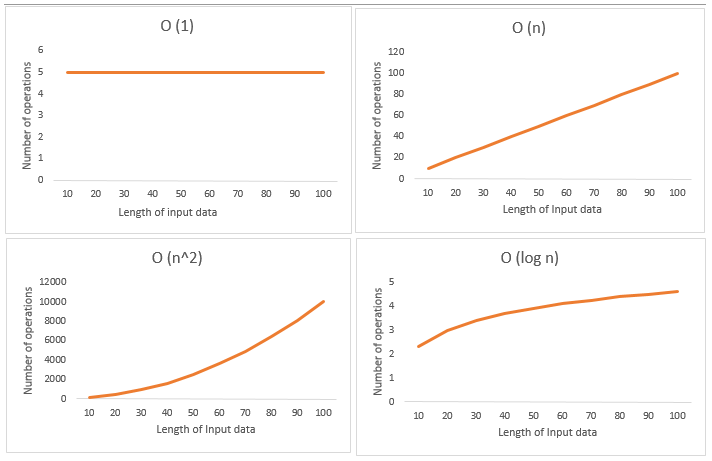 O (1)
Number of operations
6
5
4
3
2
1
0
10 20 30 40 50 60 70 80 90 100
Length of input data
O (n)
Number of operations
120
100
80
60
40
20
0
10 20 30 40 50 60 70 80 90 100
Length of Input data
O (n^2)
Number of operations
12000
10000
8000
6000
4000
2000
0
10 20 30 40 50 60 70 80 90 100
Length of Input data
O (log n)
Number of operations
5
4
3
2
1
0
10 20 30 40 50 60 70 80 90 100
Length of Input data